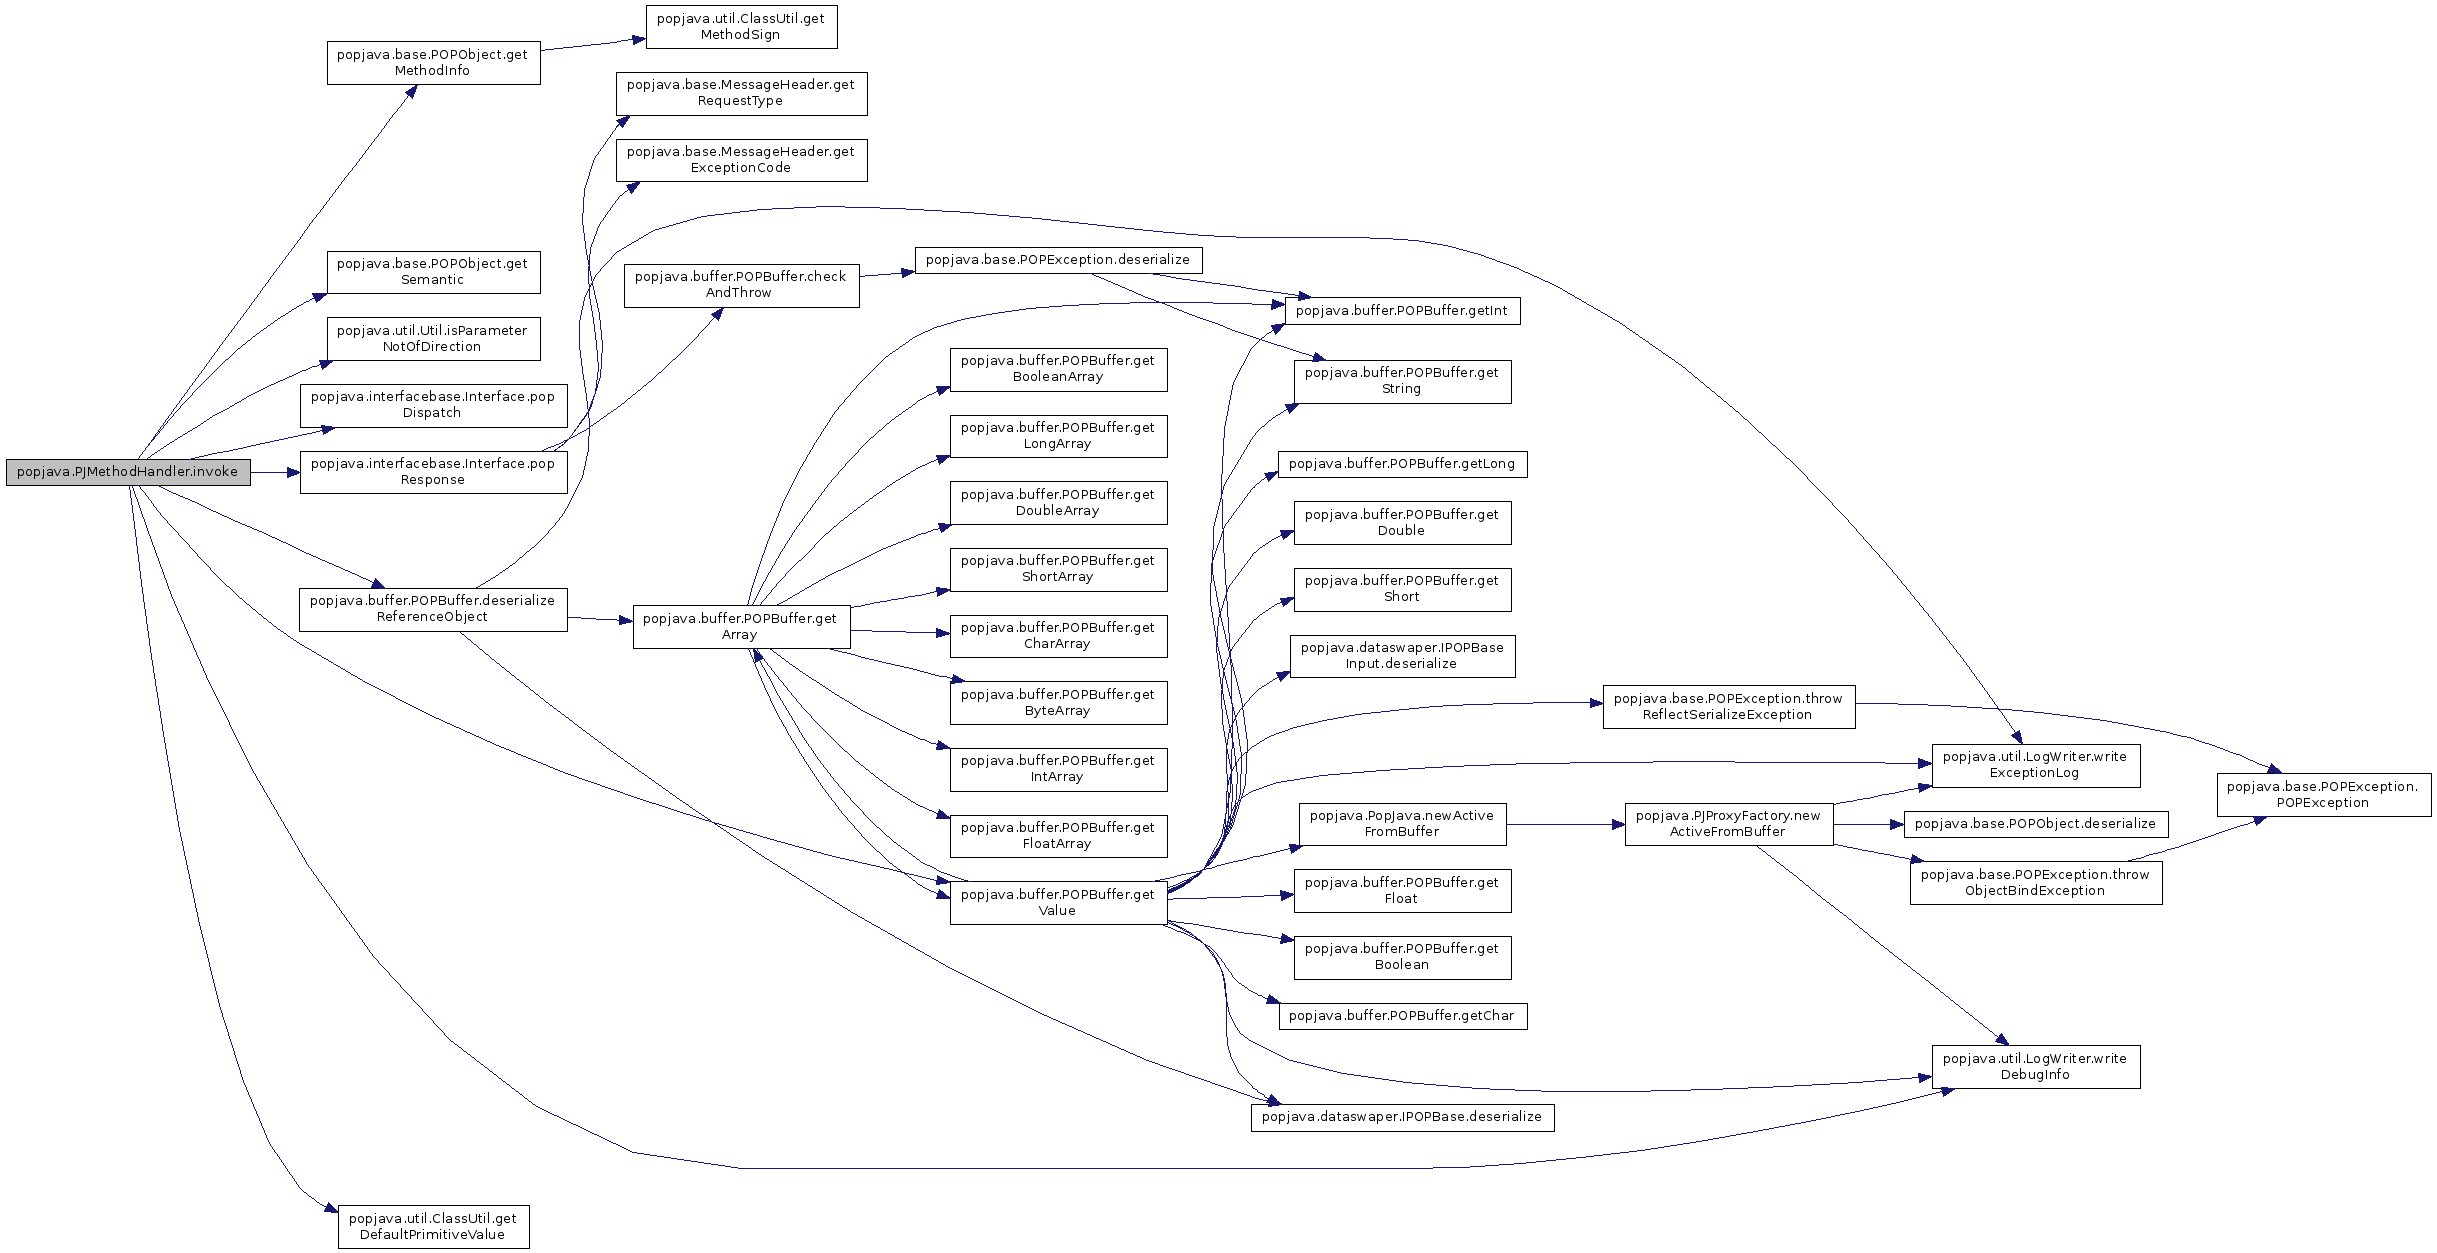 popjava.PJMethodHandler.invoke
popjava.base.POPObject.get
MethodInfo
popjava.base.POPObject.get
Semantic
popjava.util.Util.isParameter
NotOfDirection
popjava.interfacebase.Interface.pop
Dispatch
popjava.interfacebase.Interface.pop
Response
popjava.buffer.POPBuffer.deserialize
ReferenceObject
popjava.util.ClassUtil.get
DefaultPrimitiveValue
popjava.util.ClassUtil.get
MethodSign
popjava.base.MessageHeader.get
RequestType
popjava.base.MessageHeader.get
ExceptionCode
popjava.buffer.POPBuffer.check
AndThrow
popjava.buffer.POPBuffer.get
Array
popjava.base.POPException.deserialize
popjava.buffer.POPBuffer.get
BooleanArray
popjava.buffer.POPBuffer.get
LongArray
popjava.buffer.POPBuffer.get
DoubleArray
popjava.buffer.POPBuffer.get
ShortArray
popjava.buffer.POPBuffer.get
CharArray
popjava.buffer.POPBuffer.get
ByteArray
popjava.buffer.POPBuffer.get
IntArray
popjava.buffer.POPBuffer.get
FloatArray
popjava.buffer.POPBuffer.get
Value
popjava.buffer.POPBuffer.getInt
popjava.buffer.POPBuffer.get
String
popjava.buffer.POPBuffer.getLong
popjava.buffer.POPBuffer.get
Double
popjava.buffer.POPBuffer.get
Short
popjava.dataswaper.IPOPBase
Input.deserialize
popjava.PopJava.newActive
FromBuffer
popjava.buffer.POPBuffer.get
Float
popjava.buffer.POPBuffer.get
Boolean
popjava.buffer.POPBuffer.getChar
popjava.dataswaper.IPOPBase.deserialize
popjava.base.POPException.throw
ReflectSerializeException
popjava.PJProxyFactory.new
ActiveFromBuffer
popjava.util.LogWriter.write
ExceptionLog
popjava.base.POPObject.deserialize
popjava.base.POPException.throw
ObjectBindException
popjava.util.LogWriter.write
DebugInfo
popjava.base.POPException.
POPException